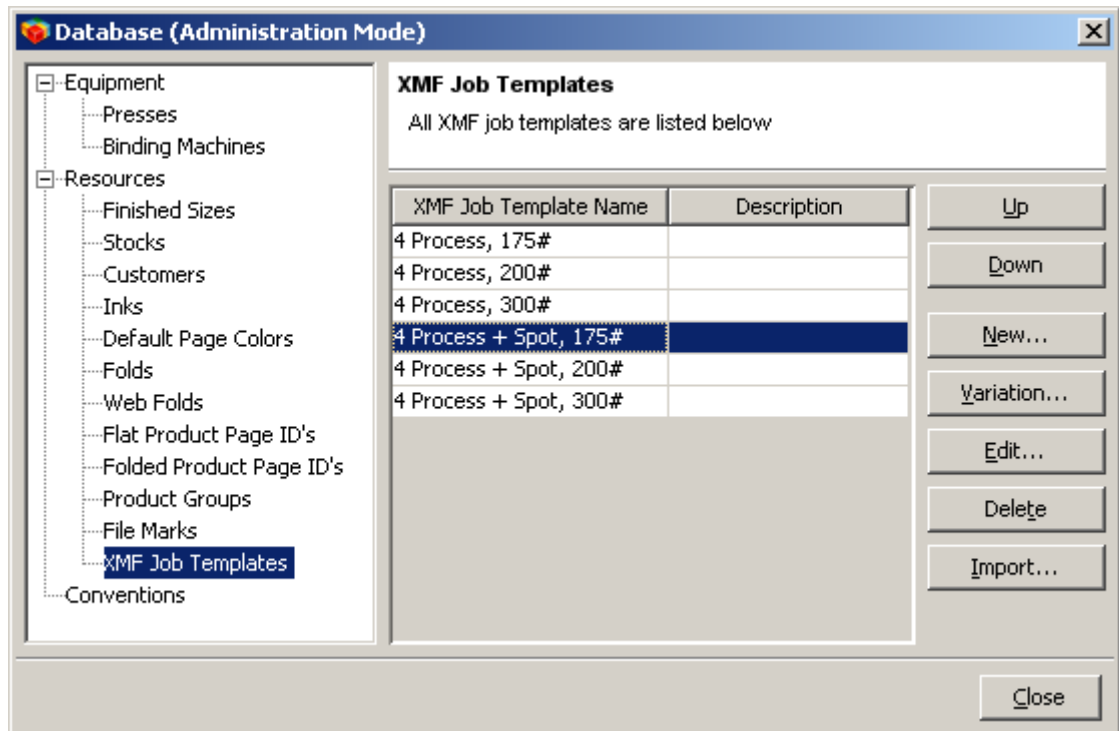 Database (Administration Mode)
Equipment
Presses
Binding Machines
Resources
Finished Sizes
Stocks
Customers
Inks
Default Page Colors
Folds
Web Folds
Flat Product Page ID's
Folded Product Page ID's
Product Groups
File Marks
XMF Job Templates
Conventions
XMF Job Templates
All XMF job templates are listed below
XMF Job Template Name Description
4 Process, 175#
4 Process, 200#
4 Process, 300#
4 Process + Spot, 175#
4 Process + Spot, 200#
4 Process + Spot, 300#
Up
Down
New...
Variation...
Edit...
Delete
Import...
Close